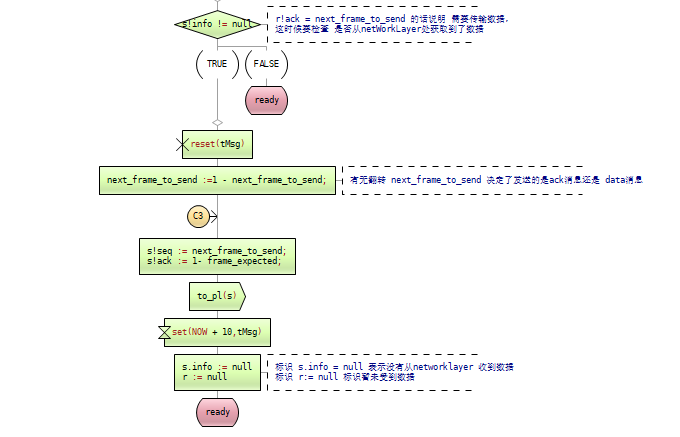 s!info != null
r!ack = next_frame_to_send 的话说明 需要传输数据.
这时候要检查 是否从netWorkLayer处获取到了数据
TRUE
FALSE
ready
reset(tMsg)
next_frame_to_send :=1 - next_frame_to_send;
有无翻转 next_frame_to_send 决定了发送的是ack消息还是 data消息
C3
s!seq := next_frame_to_send;
s!ack := 1- frame_expected;
to_pl(s)
set(NOW + 10,tMsg)
s.info := null
r := null
标识 s.info = null 表示没有从networklayer 收到数据
标识 r:= null 标识暂未受到数据
ready